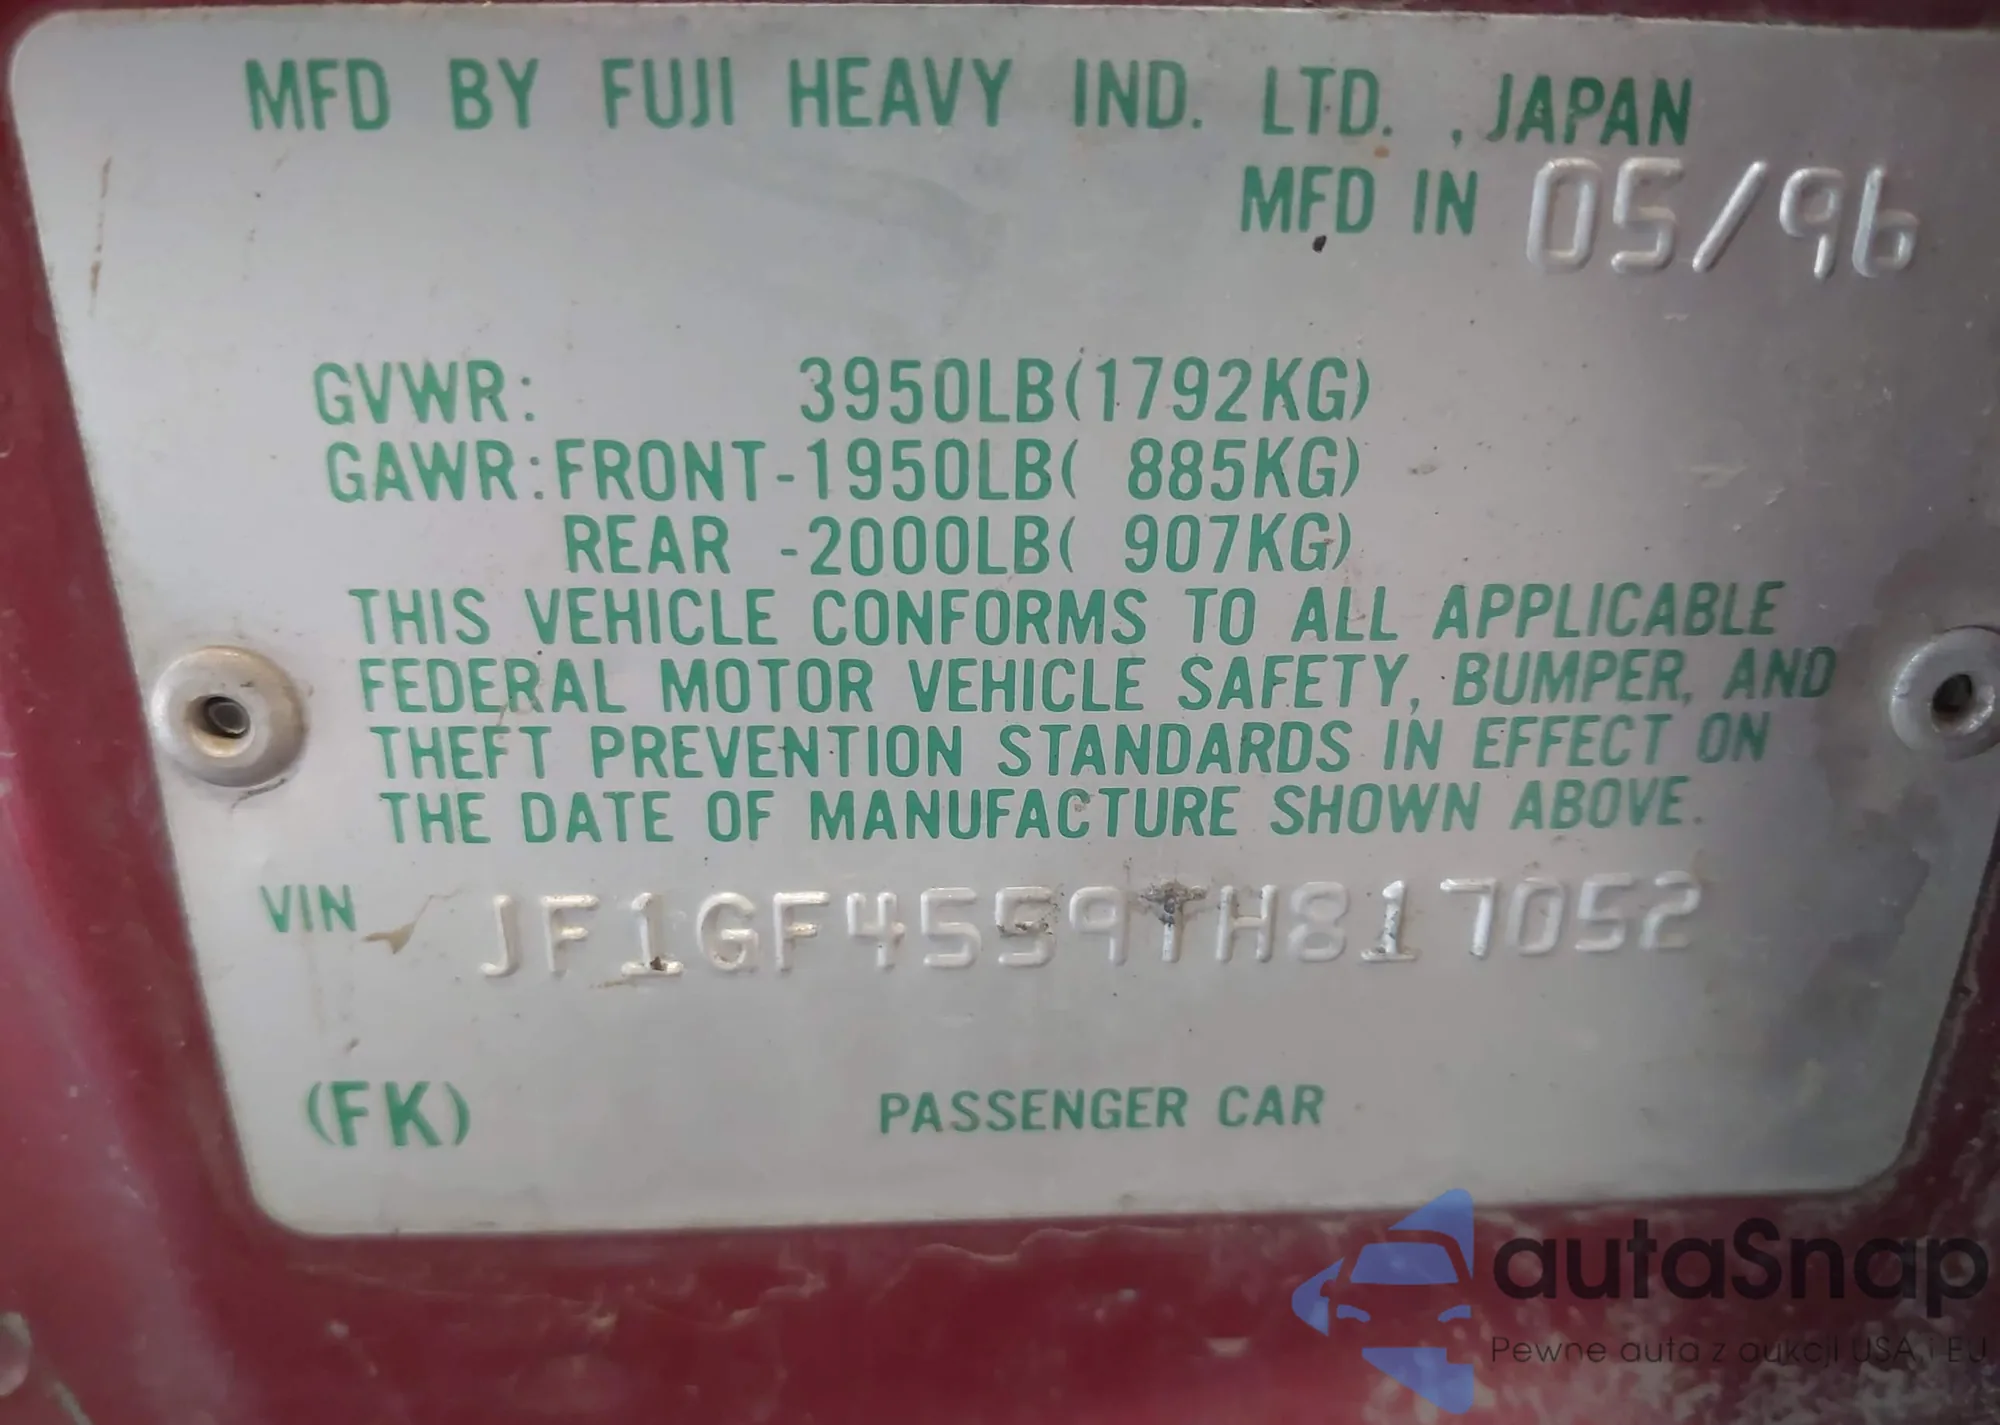 MFD BY FUJI HEAVY IND. LTD. , JAPAN
MFD IN 05/96
GVWR: 3950LB(1792KG)
GAWR:FRONT-1950LB( 885KG)
REAR -2000LB( 907KG)
THIS VEHICLE CONFORMS TO ALL APPLICABLE
FEDERAL MOTOR VEHICLE SAFETY, BUMPER, AND
THEFT PREVENTION STANDARDS IN EFFECT ON
THE DATE OF MANUFACTURE SHOWN ABOVE.
VIN JF1GF4559TH817052
(FK) PASSENGER CAR
autaSnap
Pewne auta z aukcji USA i EU